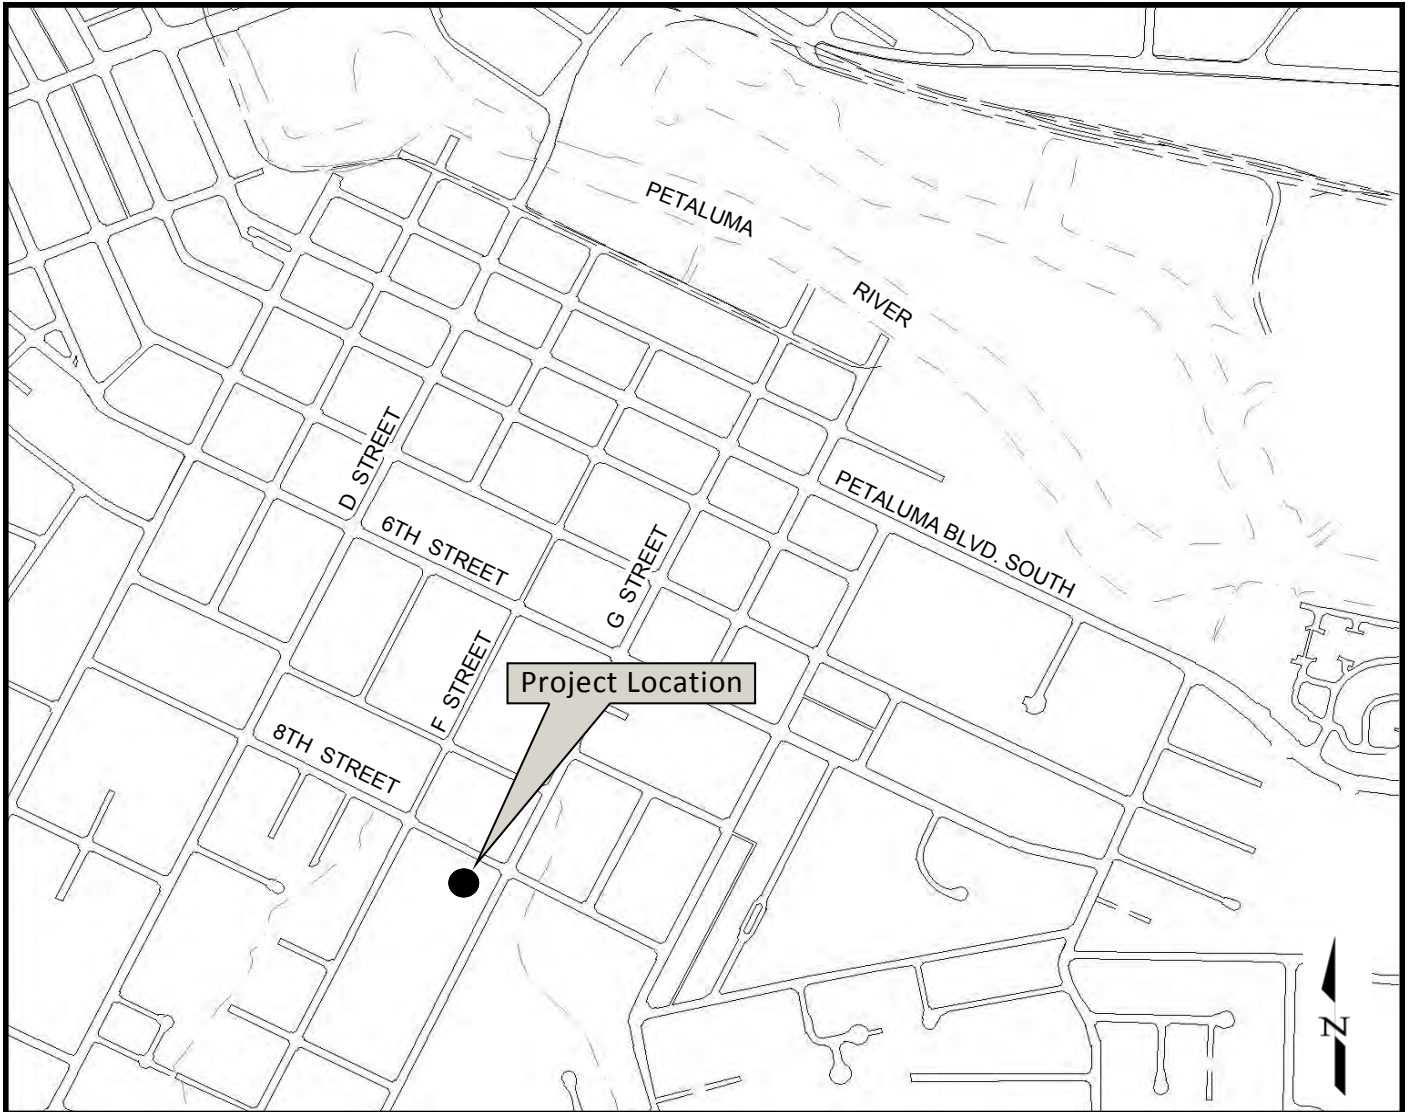 PETALUMA
RIVER
D STREET
6TH STREET
PETALUMA BLVD. SOUTH
G STREET
F STREET
Project Location
8TH STREET
N